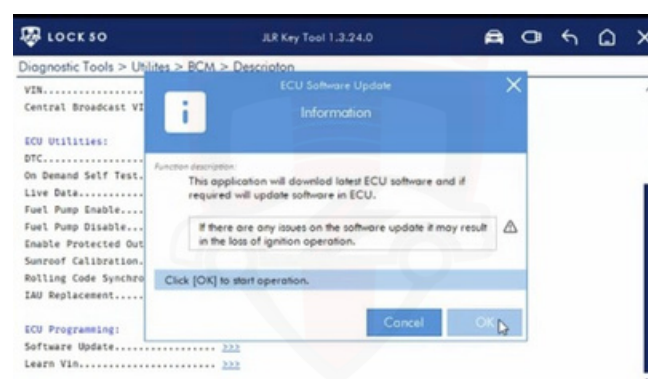 LOCK50 JLR Key Tool 1.3.24.0
Diagnostic Tools > Utilites > BCM > Descripton
ECU Software Update
Information
VIN.................
Central Broadcast VI
ECU Utilities:
DTC.................
On Demand Self Test.
Live Data...........
Fuel Pump Enable....
Fuel Pump Disable...
Enable Protected Out
Sunroof Calibration.
Rolling Code Synchro
IAU Replacement.....
Function description:
This application will downlod latest ECU software and if
required will update software in ECU.
If there are any issues on the software update it may result
in the loss of ignition operation.
Click [OK] to start operation.
Cancel OK
ECU Programming:
Software Update................. >>>
Learn Vin....................... >>>